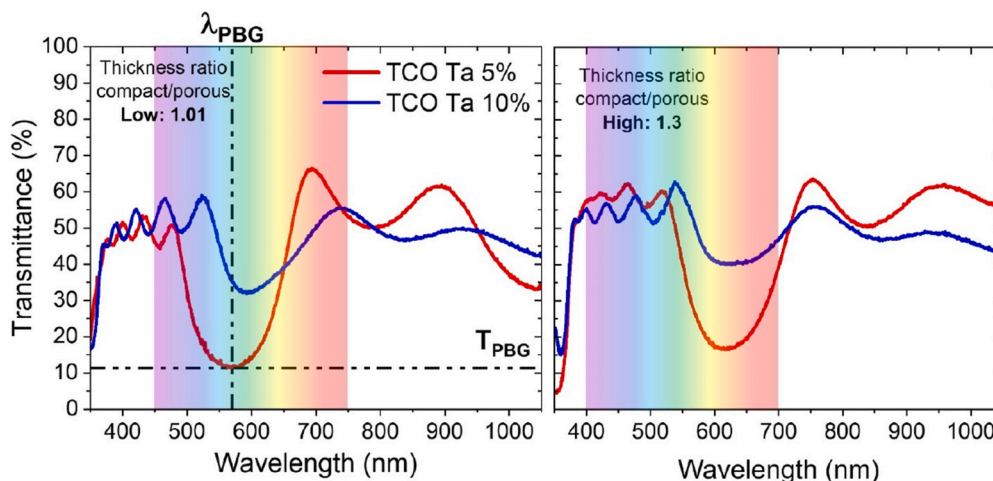 λPBG
Thickness ratio
compact/porous
Low: 1.01
TCO Ta 5%
TCO Ta 10%
TPBG
Transmittance (%)
100
90
80
70
60
50
40
30
20
10
0
400 500 600 700 800 900 1000
Wavelength (nm)
Thickness ratio
compact/porous
High: 1.3
400 500 600 700 800 900 1000
Wavelength (nm)